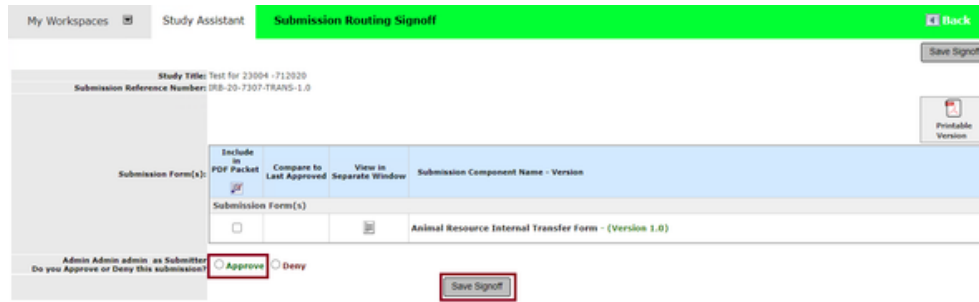 My Workspaces Study Assistant Submission Routing Signoff Back
Save Signoff
Study Title: Test for 23004 -712020
Submission Reference Number: IRB-20-7307-TRANS-1.0
Printable
Version
Include
in
PDF Packet
Compare to
Last Approved
View in
Separate Window
Submission Component Name - Version
Submission Form(s):
Submission Form(s)
Animal Resource Internal Transfer Form - (Version 1.0)
Admin Admin admin as Submitter
Do you Approve or Deny this submission?
Approve Deny
Save Signoff